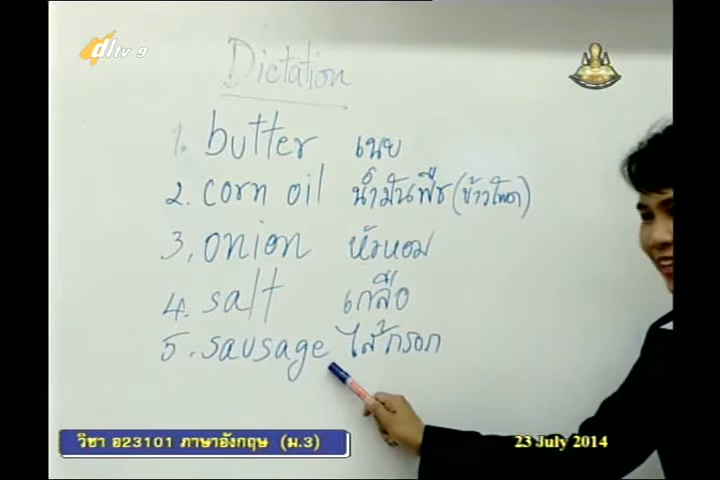 dltv 9
Dictation
1. butter เนย
2. corn oil น้ำมันพืช (ข้าวโพด)
3. onion หัวหอม
4. salt เกลือ
5. sausage ไส้กรอก
วิชา อ23101 ภาษาอังกฤษ (ม.3)
23 July 2014